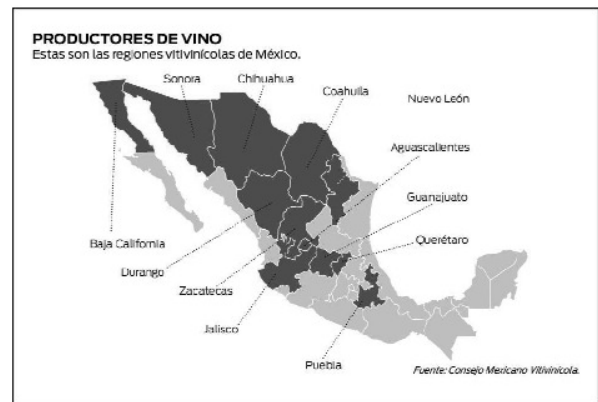 PRODUCTORES DE VINO
Estas son las regiones vitivinícolas de México.
Sonora
Chihuahua
Coahuila
Nuevo León
Aguascalientes
Guanajuato
Querétaro
Baja California
Durango
Zacatecas
Jalisco
Puebla
Fuente: Consejo Mexicano Vitivinícola.